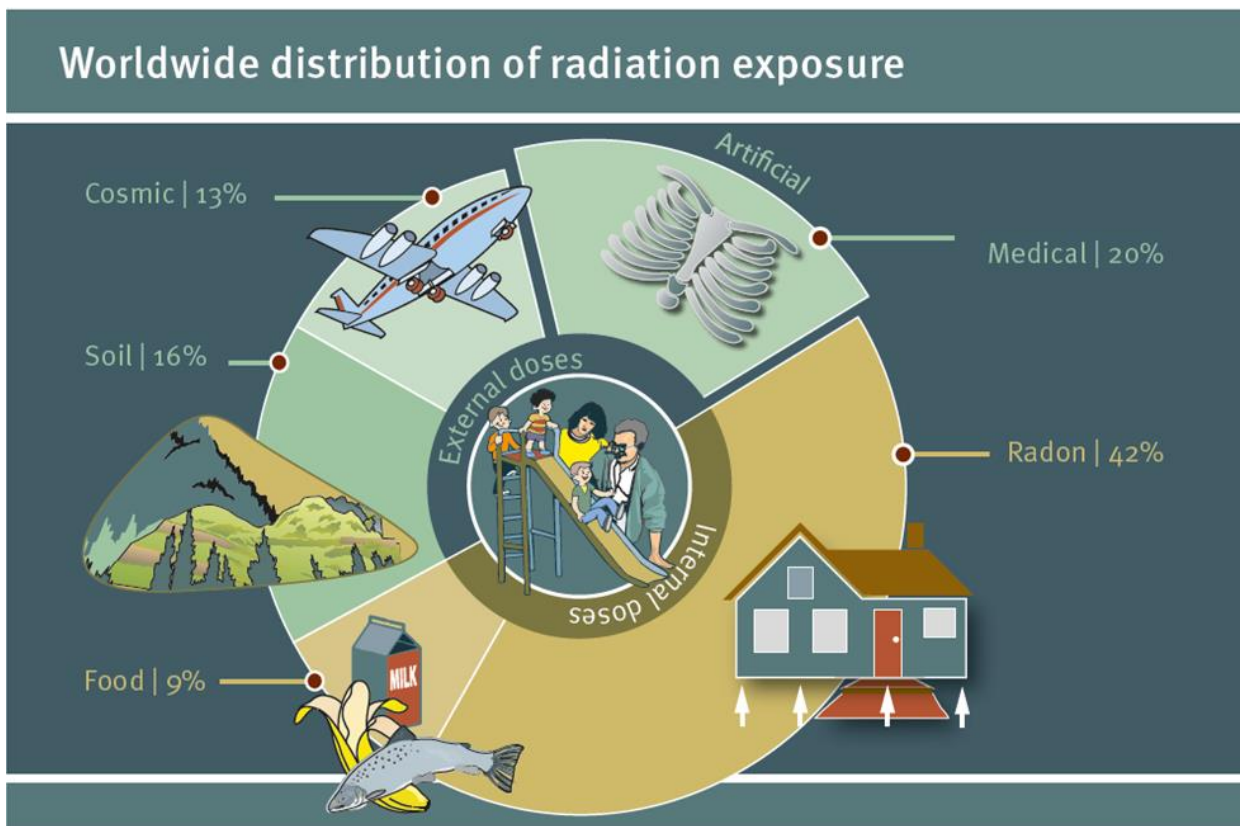 Worldwide distribution of radiation exposure
Artificial
Cosmic | 13%
Medical | 20%
Soil | 16%
External doses
Radon | 42%
Internal doses
Food | 9%
MILK